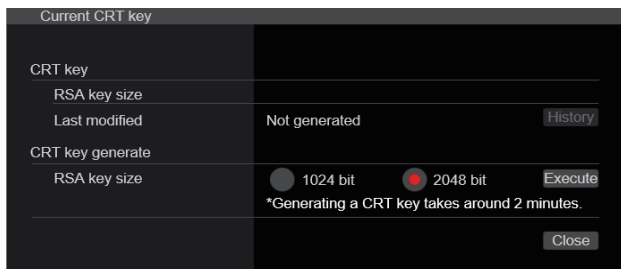 Current CRT key
CRT key
RSA key size
Last modified Not generated History
CRT key generate
RSA key size 1024 bit 2048 bit Execute
*Generating a CRT key takes around 2 minutes.
Close